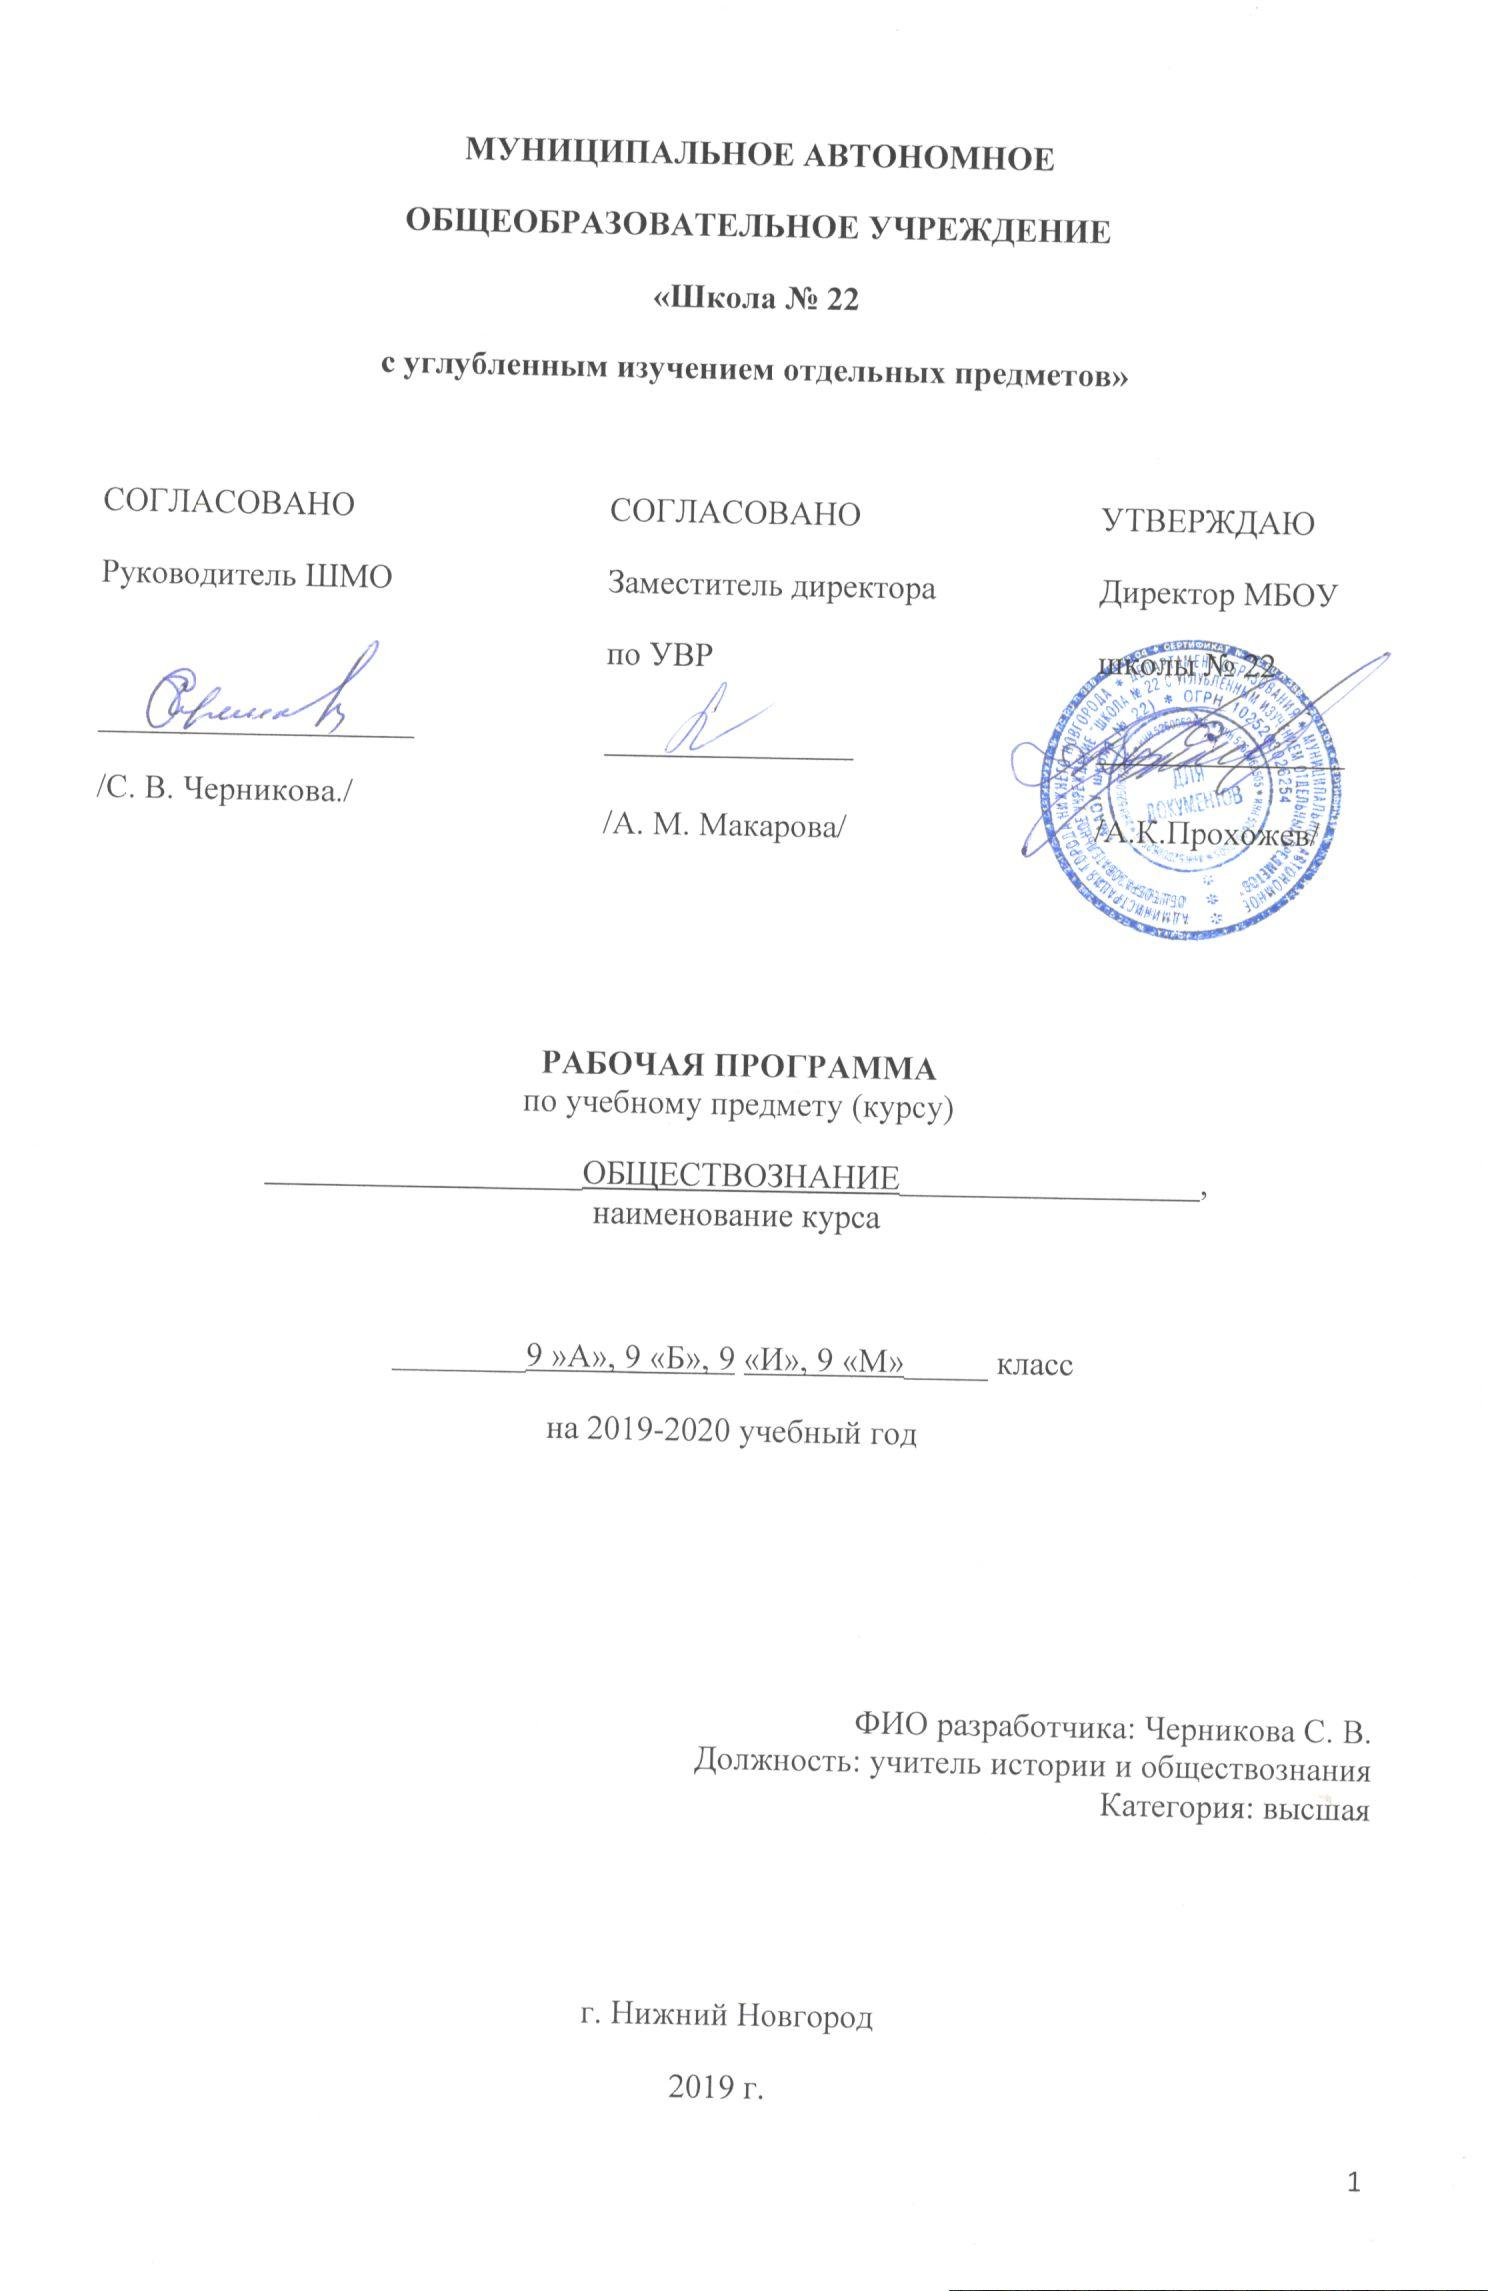 МУНИЦИПАЛЬНОЕ АВТОНОМНОЕ
ОБЩЕОБРАЗОВАТЕЛЬНОЕ УЧРЕЖДЕНИЕ
«Школа № 22
с углубленным изучением отдельных предметов»
СОГЛАСОВАНО
Руководитель ШМО
/С. В. Черникова./
СОГЛАСОВАНО
Заместитель директора
по УВР
/А. М. Макарова/
УТВЕРЖДАЮ
Директор МБОУ
школы № 22
/А.К.Прохожев/
ДЛЯ
ДОКУМЕНТОВ
РАБОЧАЯ ПРОГРАММА
по учебному предмету (курсу)
ОБЩЕСТВОЗНАНИЕ,
наименование курса
9 »А», 9 «Б», 9 «И», 9 «М» класс
на 2019-2020 учебный год
ФИО разработчика: Черникова С. В.
Должность: учитель истории и обществознания
Категория: высшая
г. Нижний Новгород
2019 г.
1